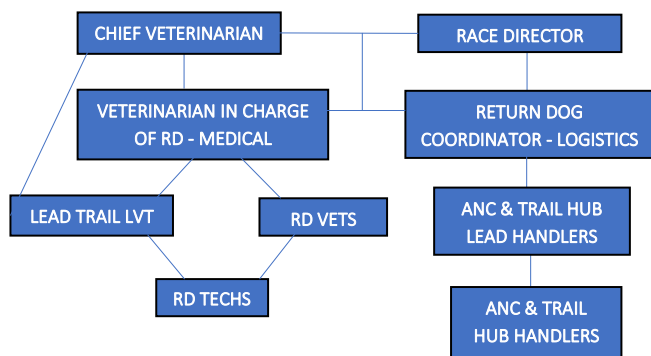 CHIEF VETERINARIAN
RACE DIRECTOR
VETERINARIAN IN CHARGE
OF RD - MEDICAL
RETURN DOG
COORDINATOR - LOGISTICS
LEAD TRAIL LVT
RD VETS
ANC & TRAIL HUB
LEAD HANDLERS
RD TECHS
ANC & TRAIL
HUB HANDLERS